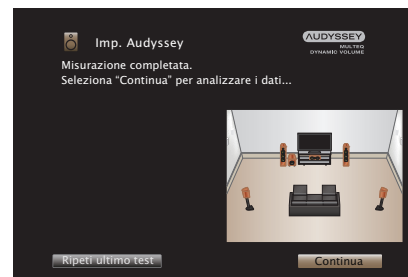 Imp. Audyssey
AUDYSSEY
MULTEQ
DYNAMIC VOLUME
Misurazione completata.
Seleziona “Continua” per analizzare i dati...
Ripeti ultimo test
Continua